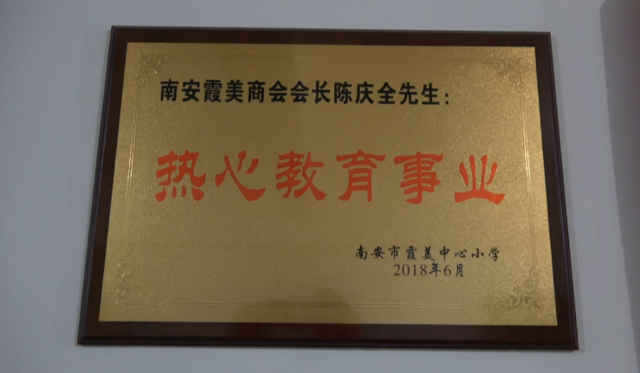 南安霞美商会会长陈庆全先生：
热心教育事业
南安市霞美中心小学
2018年6月